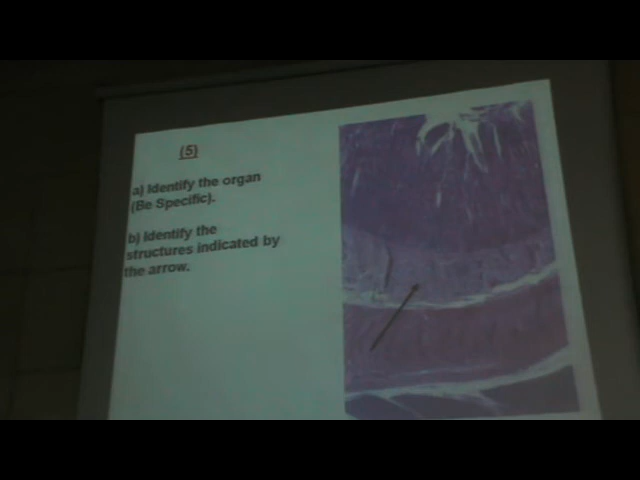 (5)
a) Identify the organ
(Be Specific).
b) Identify the
structures indicated by
the arrow.